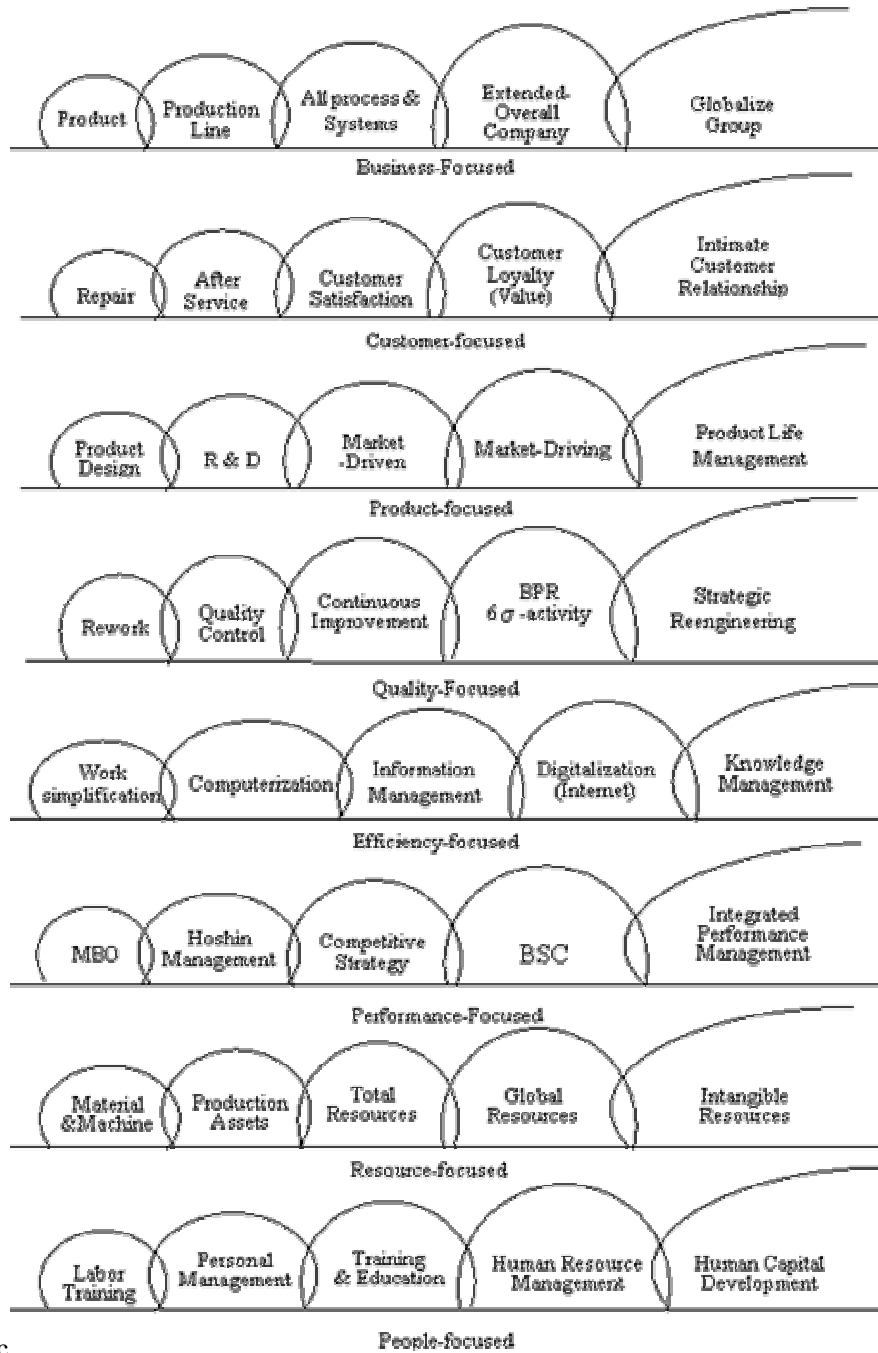 Product
Production
Line
All process &
Systems
Extended-
Overall
Company
Globalize
Group
Business-Focused
Repair
After
Service
Customer
Satisfaction
Customer
Loyalty
(Value)
Intimate
Customer
Relationship
Customer-focused
Product
Design
R & D
Market
-Driven
Market-Driving
Product Life
Management
Product-focused
Rework
Quality
Control
Continuous
Improvement
BPR
6σ-activity
Strategic
Reengineering
Quality-Focused
Work
simplification
Computerization
Information
Management
Digitalization
(Internet)
Knowledge
Management
Efficiency-focused
MBO
Hoshin
Management
Competitive
Strategy
BSC
Integrated
Performance
Management
Performance-Focused
Material
&Machine
Production
Assets
Total
Resources
Global
Resources
Intangible
Resources
Resource-focused
Labor
Training
Personal
Management
Training
& Education
Human Resource
Management
Human Capital
Development
People-focused